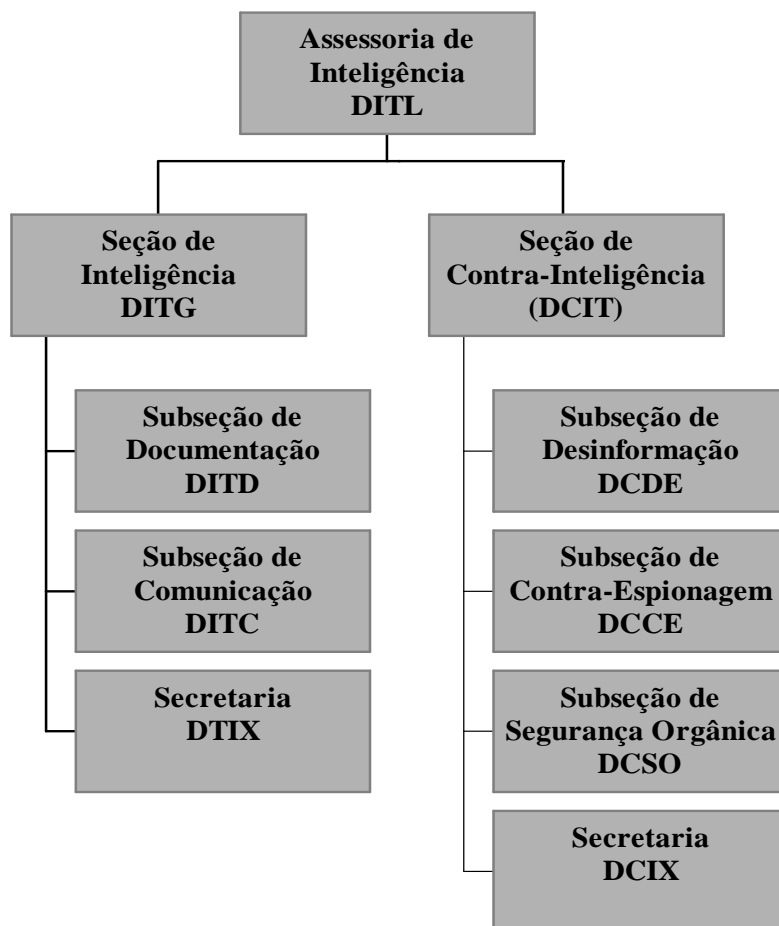 Assessoria de
Inteligência
DITL
Seção de
Inteligência
DITG
Seção de
Contra-Inteligência
(DCIT)
Subseção de
Documentação
DITD
Subseção de
Comunicação
DITC
Secretaria
DTIX
Subseção de
Desinformação
DCDE
Subseção de
Contra-Espionagem
DCCE
Subseção de
Segurança Orgânica
DCSO
Secretaria
DCIX